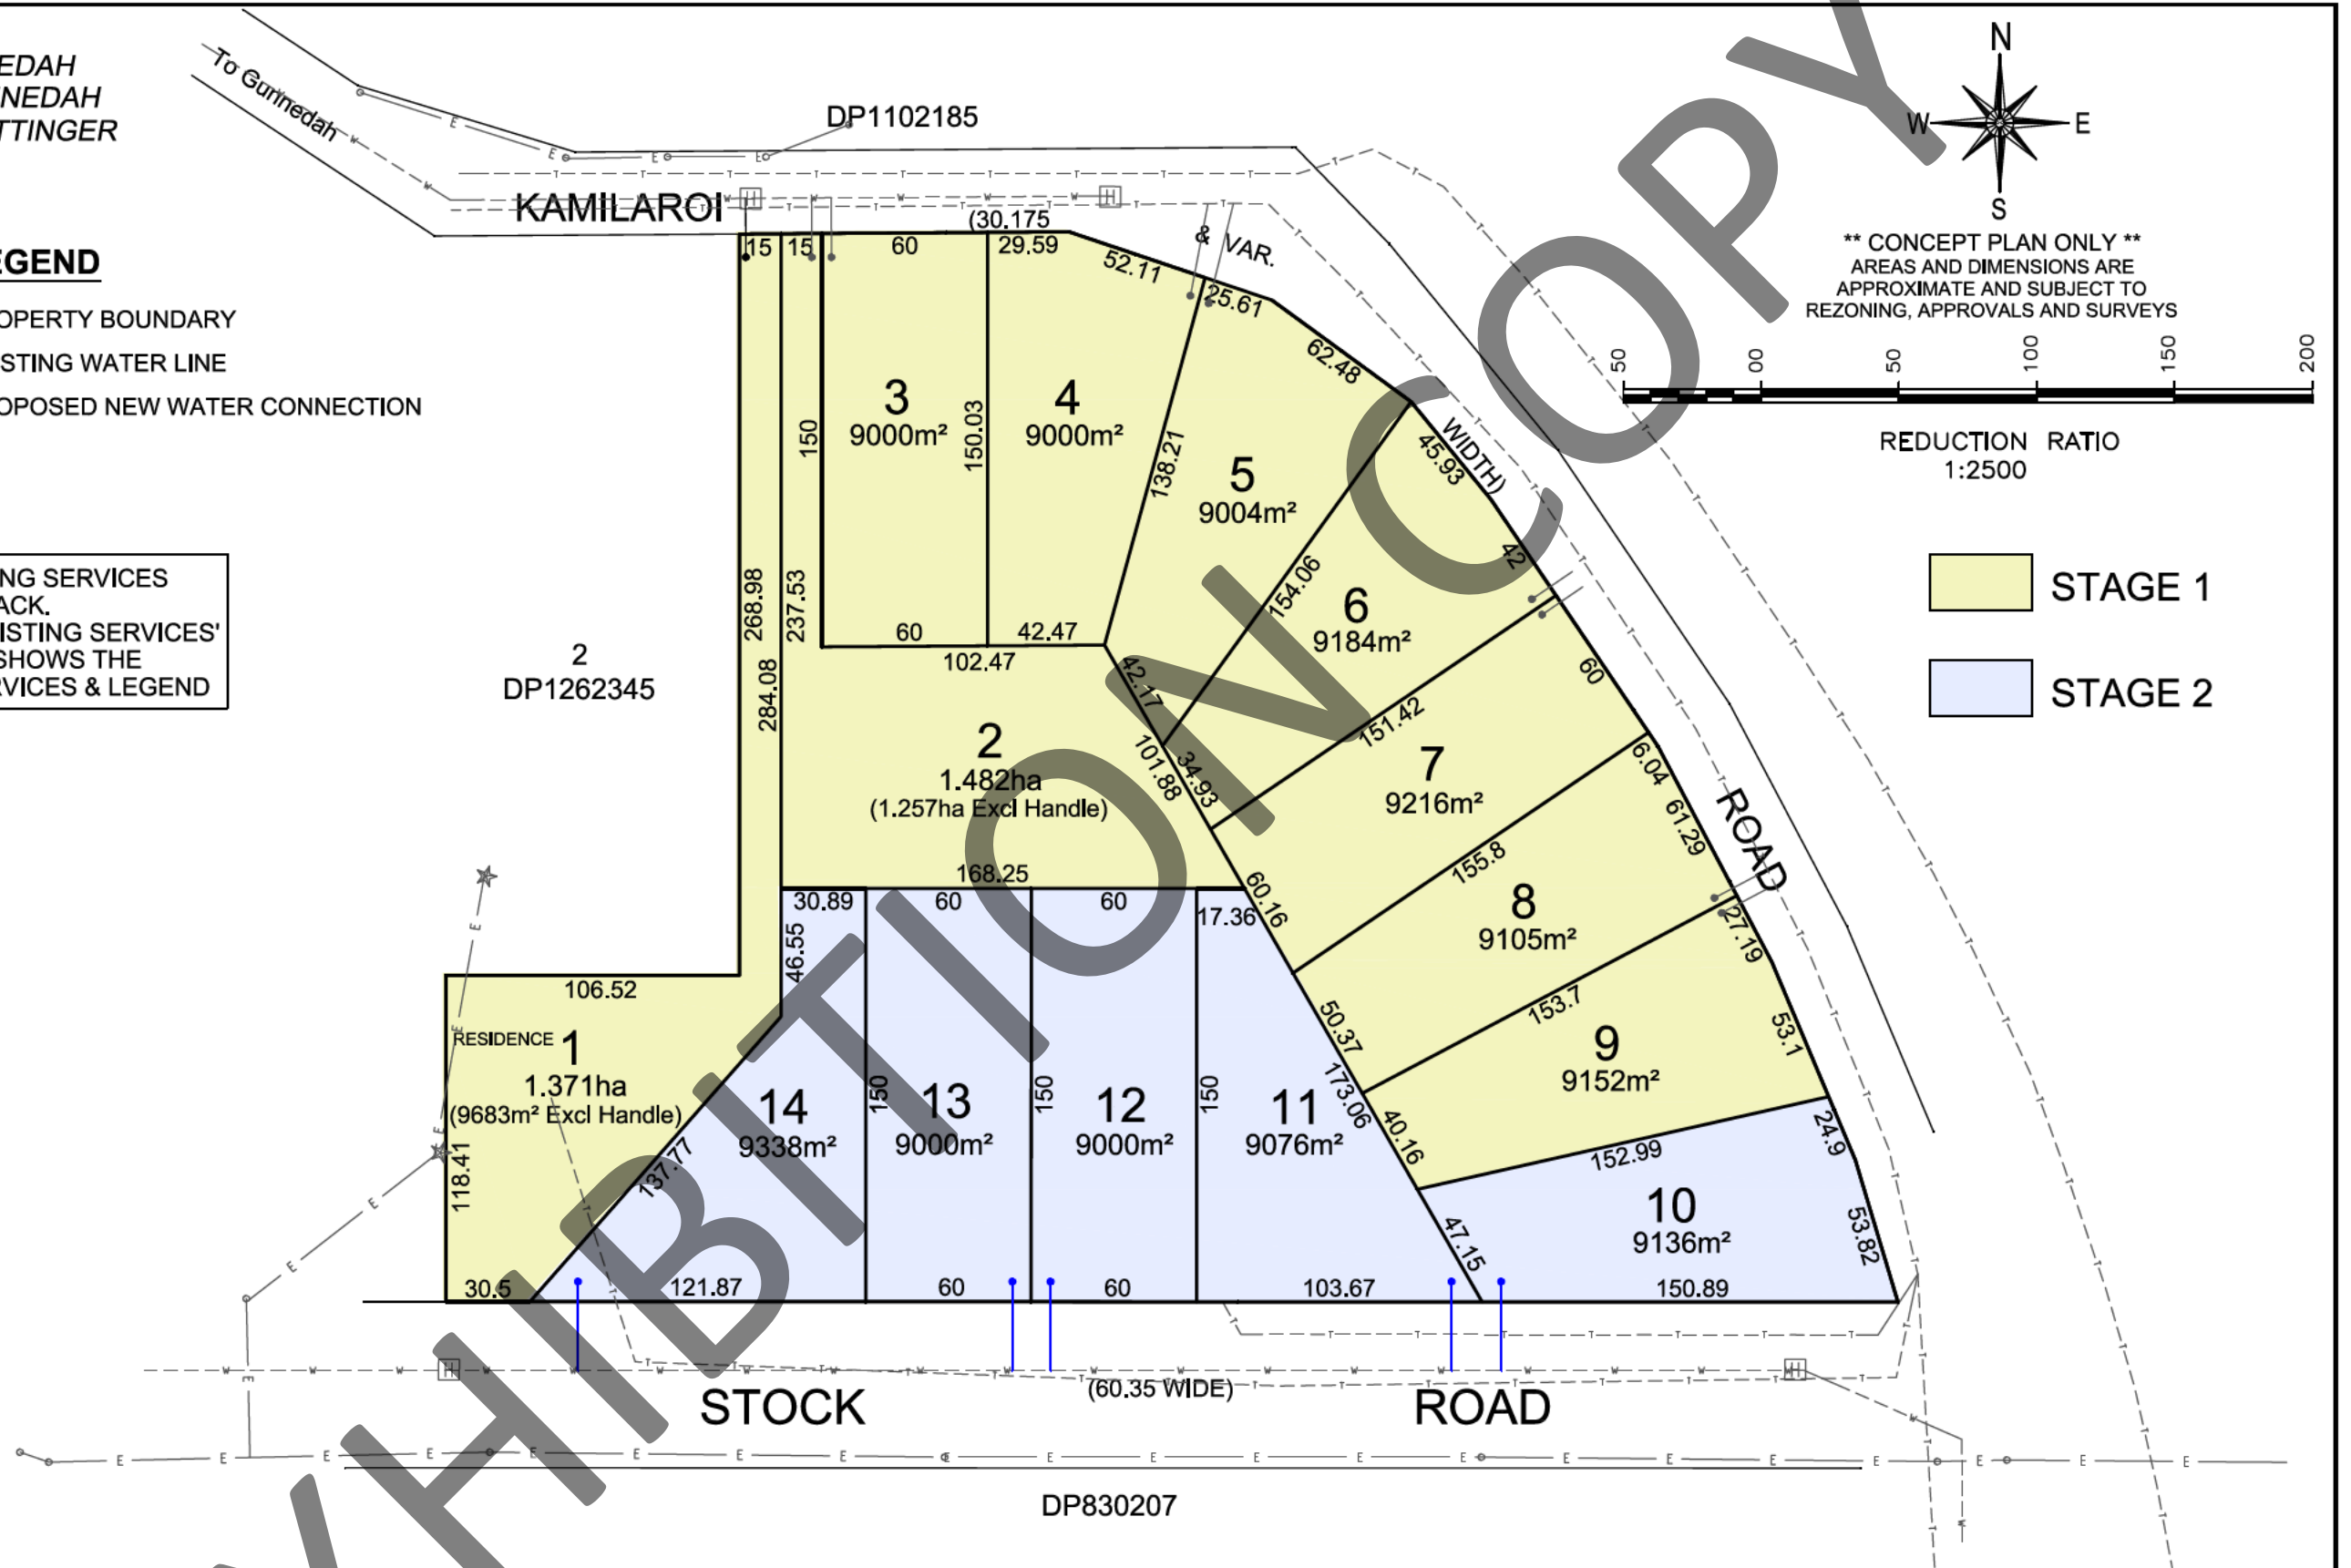 EDAH
NEDAH
TTINGER
EGEND
OPERTY BOUNDARY
STING WATER LINE
OPOSED NEW WATER CONNECTION
NG SERVICES
ACK.
ISTING SERVICES'
SHOWS THE
RVICES & LEGEND
To Gunnedah
DP1102185
KAMILAROI
(30.175
& VAR.
WIDTH)
ROAD
N
W E
S
** CONCEPT PLAN ONLY **
AREAS AND DIMENSIONS ARE
APPROXIMATE AND SUBJECT TO
REZONING, APPROVALS AND SURVEYS
50 00 50 100 150 200
REDUCTION RATIO
1:2500
STAGE 1
STAGE 2
15 15 60 29.59
52.11
25.61
62.48
45.93
42
60
6.04
61.29
27.19
53.1
24.9
53.82
3
9000m²
4
9000m²
150
150.03
138.21
5
9004m²
154.06
6
9184m²
151.42
268.98
237.53
284.08
60 42.47
102.47
42.17
101.88
34.93
2
DP1262345
2
1.482ha
(1.257ha Excl Handle)
7
9216m²
155.8
8
9105m²
153.7
168.25
30.89 60 60 17.36
60.16
46.55
50.37
173.06
40.16
47.15
9
9152m²
152.99
10
9136m²
106.52
RESIDENCE
1
1.371ha
(9683m² Excl Handle)
118.41
137.77
14
9338m²
150
13
9000m²
150
12
9000m²
150
11
9076m²
30.5 121.87 60 60 103.67 150.89
STOCK ROAD
(60.35 WIDE)
DP830207
EXHIBITION COPY